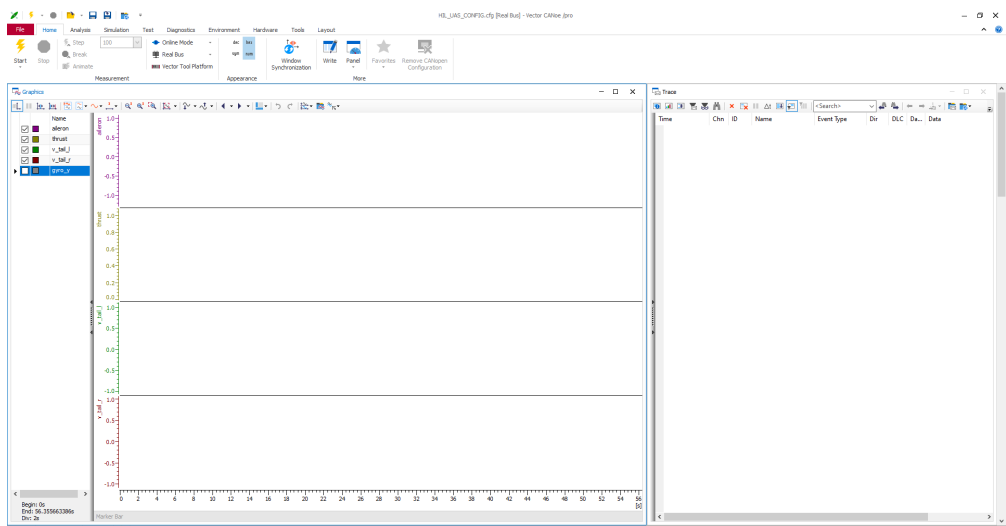 HIL_UAS_CONFIG.cfg [Real Bus] - Vector CANoe /pro
File Home Analysis Simulation Test Diagnostics Environment Hardware Tools Layout
Start Stop
Step 100
Break
Animate
Online Mode
Real Bus
Vector Tool Platform
dec hex
sym
Window Synchronization
Write Panel Favorites
Remove CANopen Configuration
Measurement Appearance More
Graphics
Name
aileron
thrust
v_tail_l
v_tail_r
gyro_y
Begin: 0s
End: 56.355663386s
Div: 2s
aileron
1.0
0.5
0.0
-0.5
-1.0
thrust
1.0
0.8
0.6
0.4
0.2
0.0
v_tail_l
1.0
0.5
0.0
-0.5
-1.0
v_tail_r
1.0
0.5
0.0
-0.5
-1.0
0 2 4 6 8 10 12 14 16 18 20 22 24 26 28 30 32 34 36 38 40 42 44 46 48 50 52 54 56
[s]
Marker Bar
Trace
Δt <Search>
Time Chn ID Name Event Type Dir DLC Da... Data